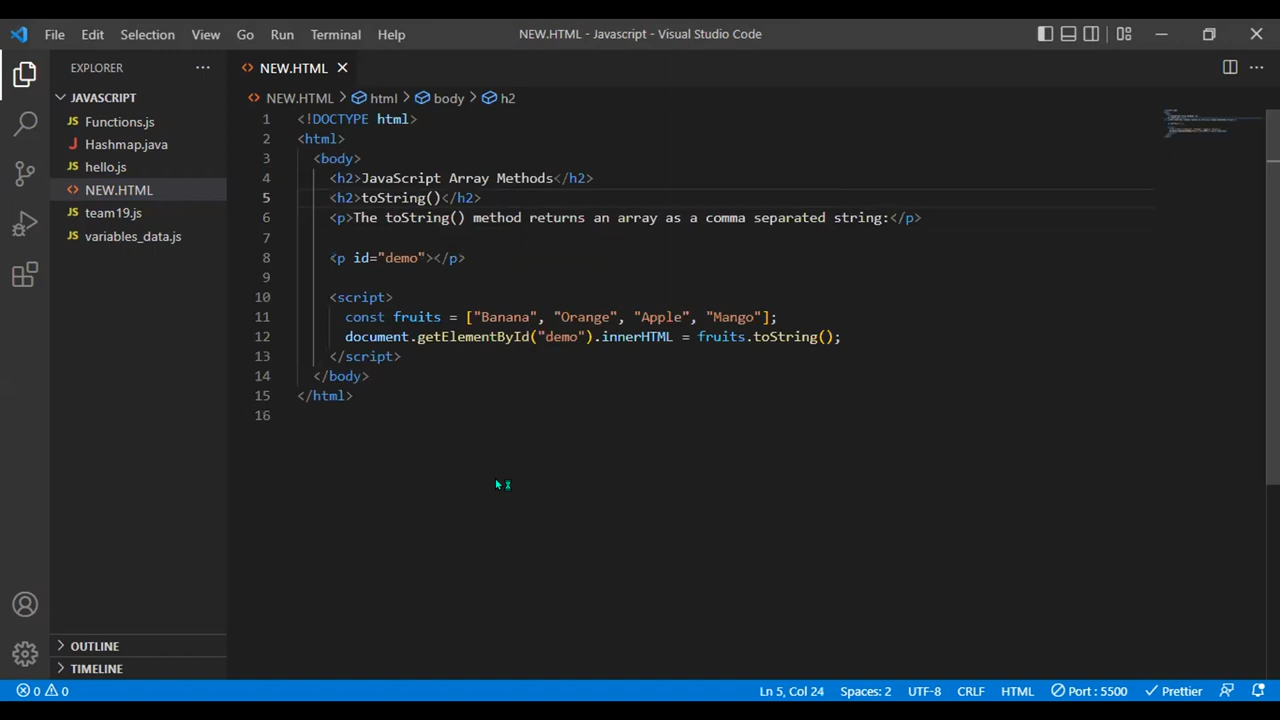 File Edit Selection View Go Run Terminal Help NEW.HTML - Javascript - Visual Studio Code
EXPLORER
JAVASCRIPT
JS Functions.js
J Hashmap.java
JS hello.js
<> NEW.HTML
JS team19.js
JS variables_data.js
OUTLINE
TIMELINE
<> NEW.HTML
<> NEW.HTML > html > body > h2
1 <!DOCTYPE html>
2 <html>
3 <body>
4 <h2>JavaScript Array Methods</h2>
5 <h2>toString()</h2>
6 <p>The toString() method returns an array as a comma separated string:</p>
7
8 <p id="demo"></p>
9
10 <script>
11 const fruits = ["Banana", "Orange", "Apple", "Mango"];
12 document.getElementById("demo").innerHTML = fruits.toString();
13 </script>
14 </body>
15 </html>
16
0 0 Ln 5, Col 24 Spaces: 2 UTF-8 CRLF HTML Port : 5500 Prettier